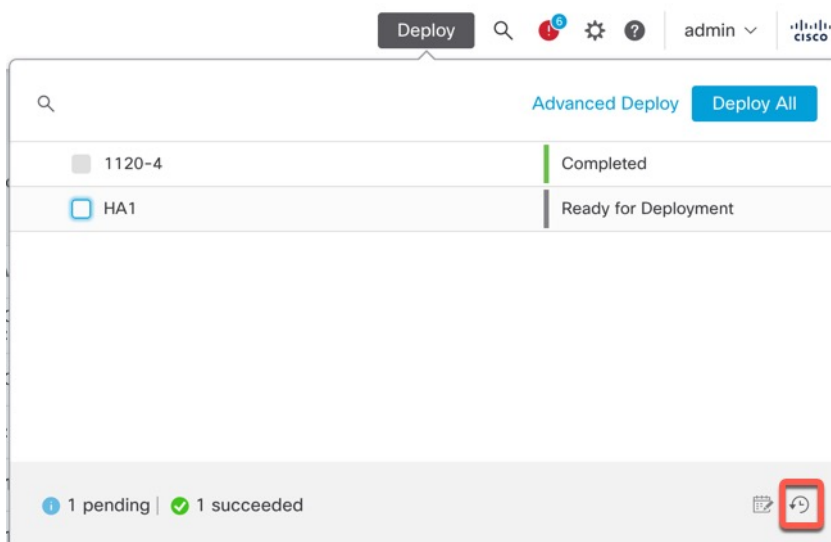 Deploy 6 admin cisco
Advanced Deploy Deploy All
1120-4 Completed
HA1 Ready for Deployment
1 pending | 1 succeeded